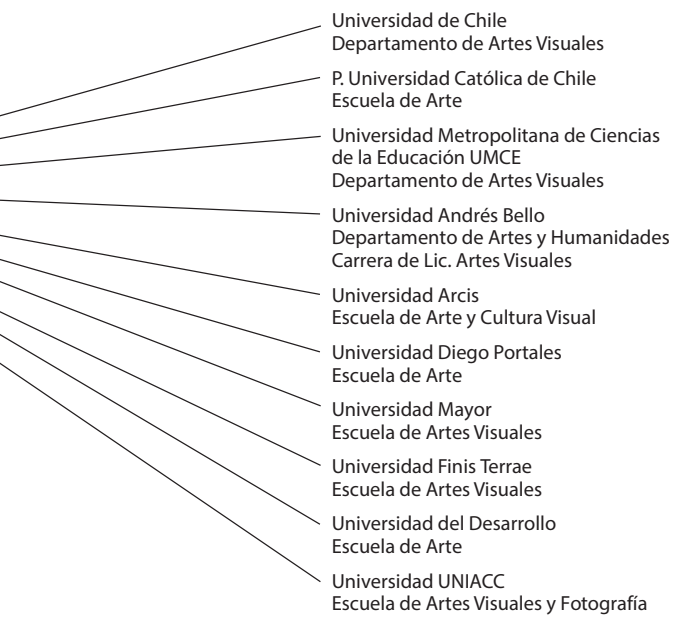 Universidad de Chile
Departamento de Artes Visuales
P. Universidad Católica de Chile
Escuela de Arte
Universidad Metropolitana de Ciencias
de la Educación UMCE
Departamento de Artes Visuales
Universidad Andrés Bello
Departamento de Artes y Humanidades
Carrera de Lic. Artes Visuales
Universidad Arcis
Escuela de Arte y Cultura Visual
Universidad Diego Portales
Escuela de Arte
Universidad Mayor
Escuela de Artes Visuales
Universidad Finis Terrae
Escuela de Artes Visuales
Universidad del Desarrollo
Escuela de Arte
Universidad UNIACC
Escuela de Artes Visuales y Fotografía